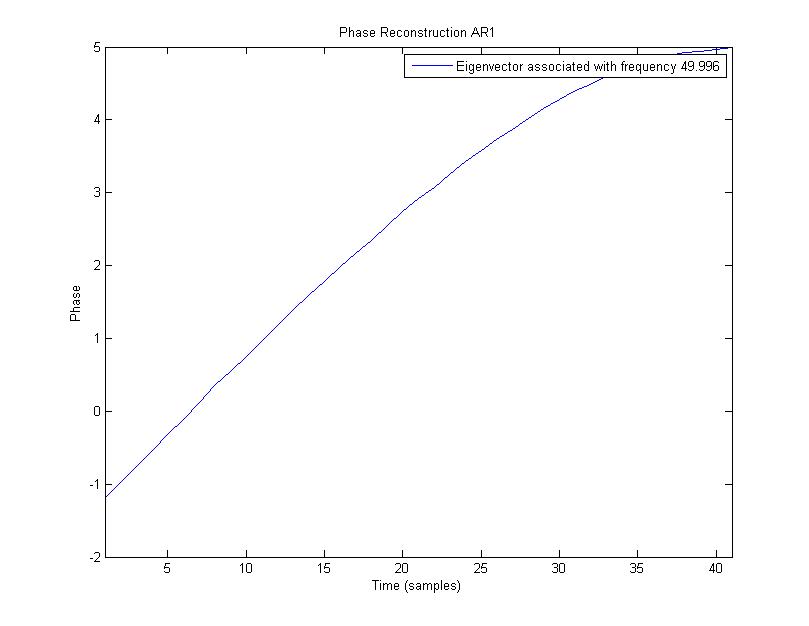 Phase Reconstruction AR1
Eigenvector associated with frequency 49.996
5
4
3
2
1
0
-1
-2
Phase
5 10 15 20 25 30 35 40
Time (samples)